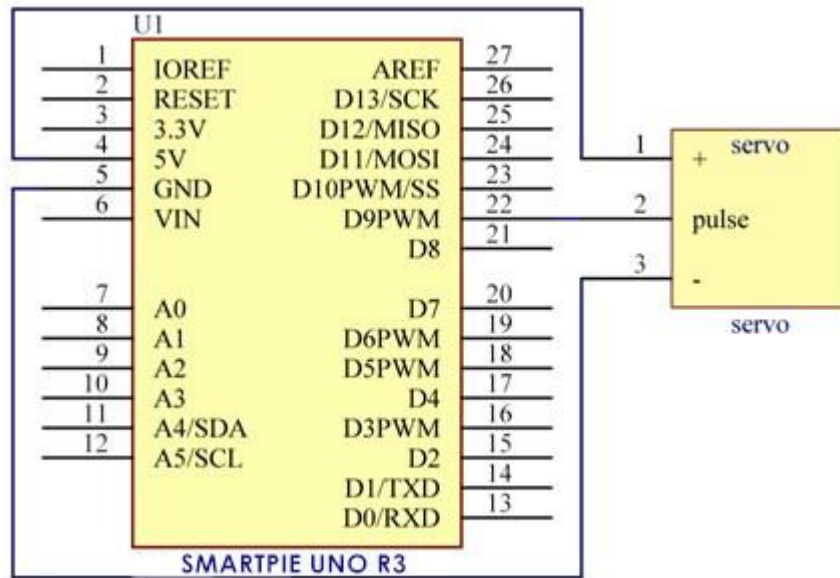 U1
1 IOREF AREF 27
2 RESET D13/SCK 26
3 3.3V D12/MISO 25
4 5V D11/MOSI 24
5 GND D10PWM/SS 23
6 VIN D9PWM 22
D8 21
7 A0 D7 20
8 A1 D6PWM 19
9 A2 D5PWM 18
10 A3 D4 17
11 A4/SDA D3PWM 16
12 A5/SCL D2 15
D1/TXD 14
D0/RXD 13
SMARTPIE UNO R3
servo
1 +
2 pulse
3 -
servo